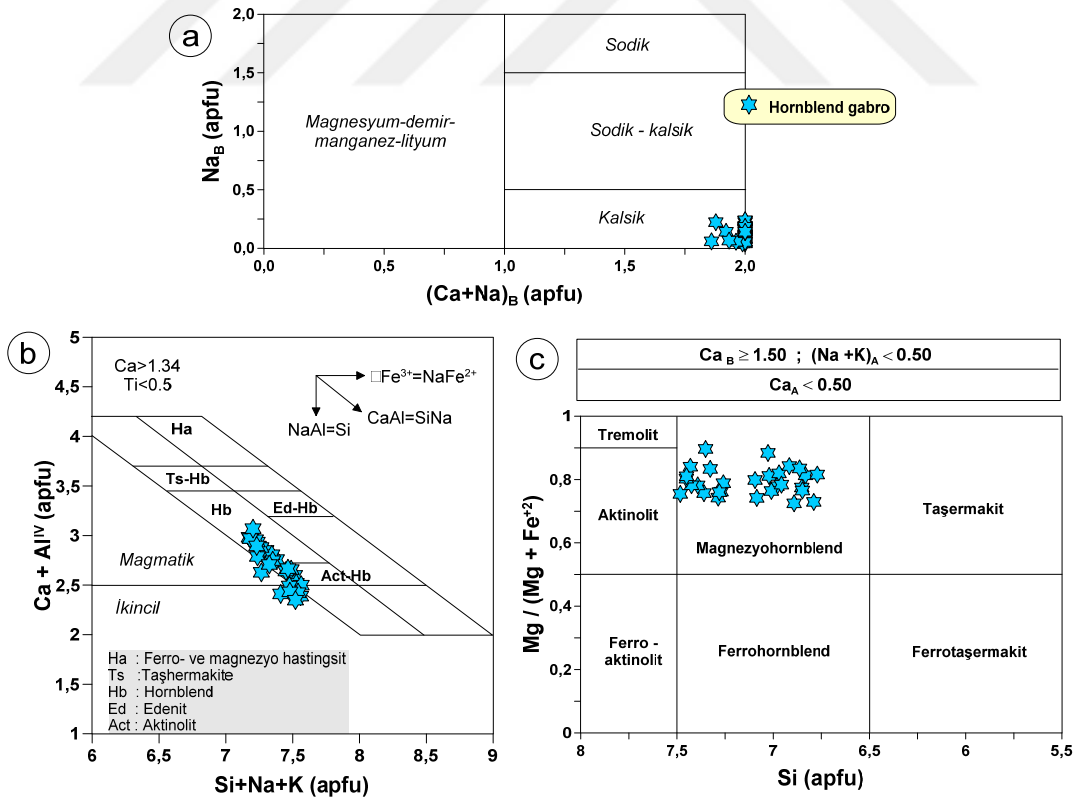 a
2,0
1,5
1,0
0,5
0,0
Na_B (apfu)
Sodik
Magnesyum-demir-
manganez-lityum
Sodik - kalsik
Hornblend gabro
Kalsik
0,0 0,5 1,0 1,5 2,0
(Ca+Na)_B (apfu)
b
5
4,5
4
3,5
3
2,5
2
1,5
1
Ca + Al^IV (apfu)
Ca>1.34
Ti<0.5
□Fe³⁺=NaFe²⁺
CaAl=SiNa
NaAl=Si
Ha
Ts-Hb
Ed-Hb
Hb
Act-Hb
Magmatik
İkincil
Ha : Ferro- ve magnezyo hastingsit
Ts :Taşhermakite
Hb : Hornblend
Ed : Edenit
Act : Aktinolit
6 6,5 7 7,5 8 8,5 9
Si+Na+K (apfu)
c
Ca_B ≥ 1.50 ; (Na +K)_A < 0.50
Ca_A < 0.50
1
0,8
0,6
0,4
0,2
0
Mg / (Mg + Fe⁺²)
Tremolit
Aktinolit
Magnezyohornblend
Taşermakit
Ferro -
aktinolit
Ferrohornblend
Ferrotaşermakit
8 7,5 7 6,5 6 5,5
Si (apfu)